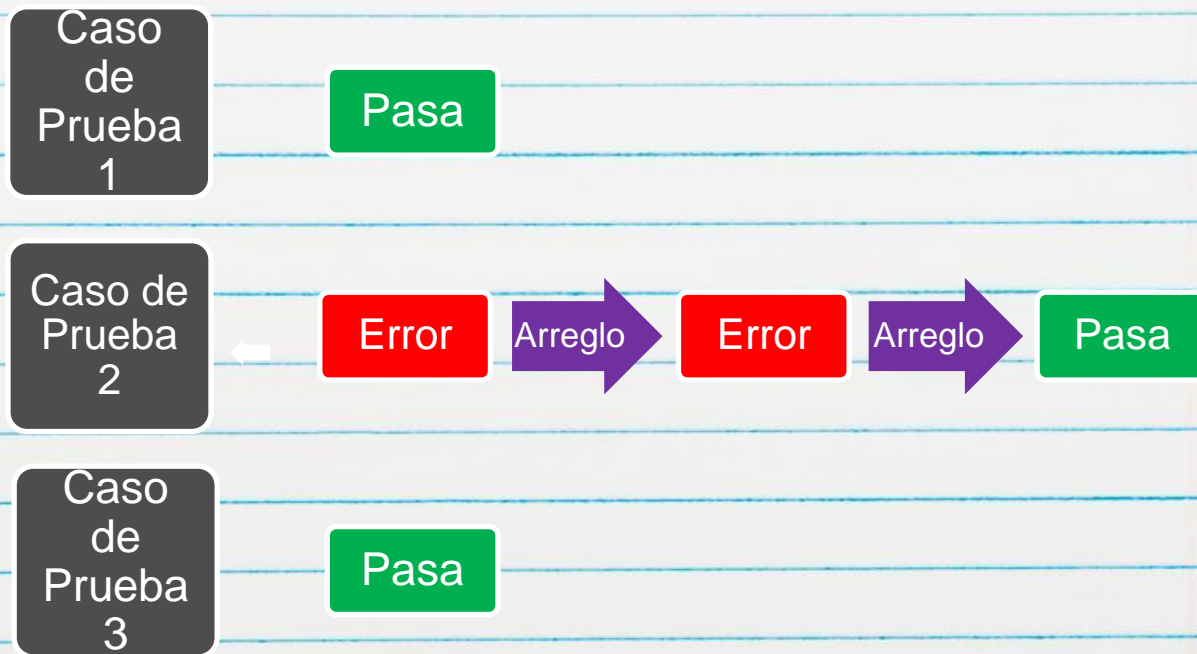 Caso
de
Prueba
1
Pasa
Caso de
Prueba
2
Error
Arreglo
Error
Arreglo
Pasa
Caso
de
Prueba
3
Pasa